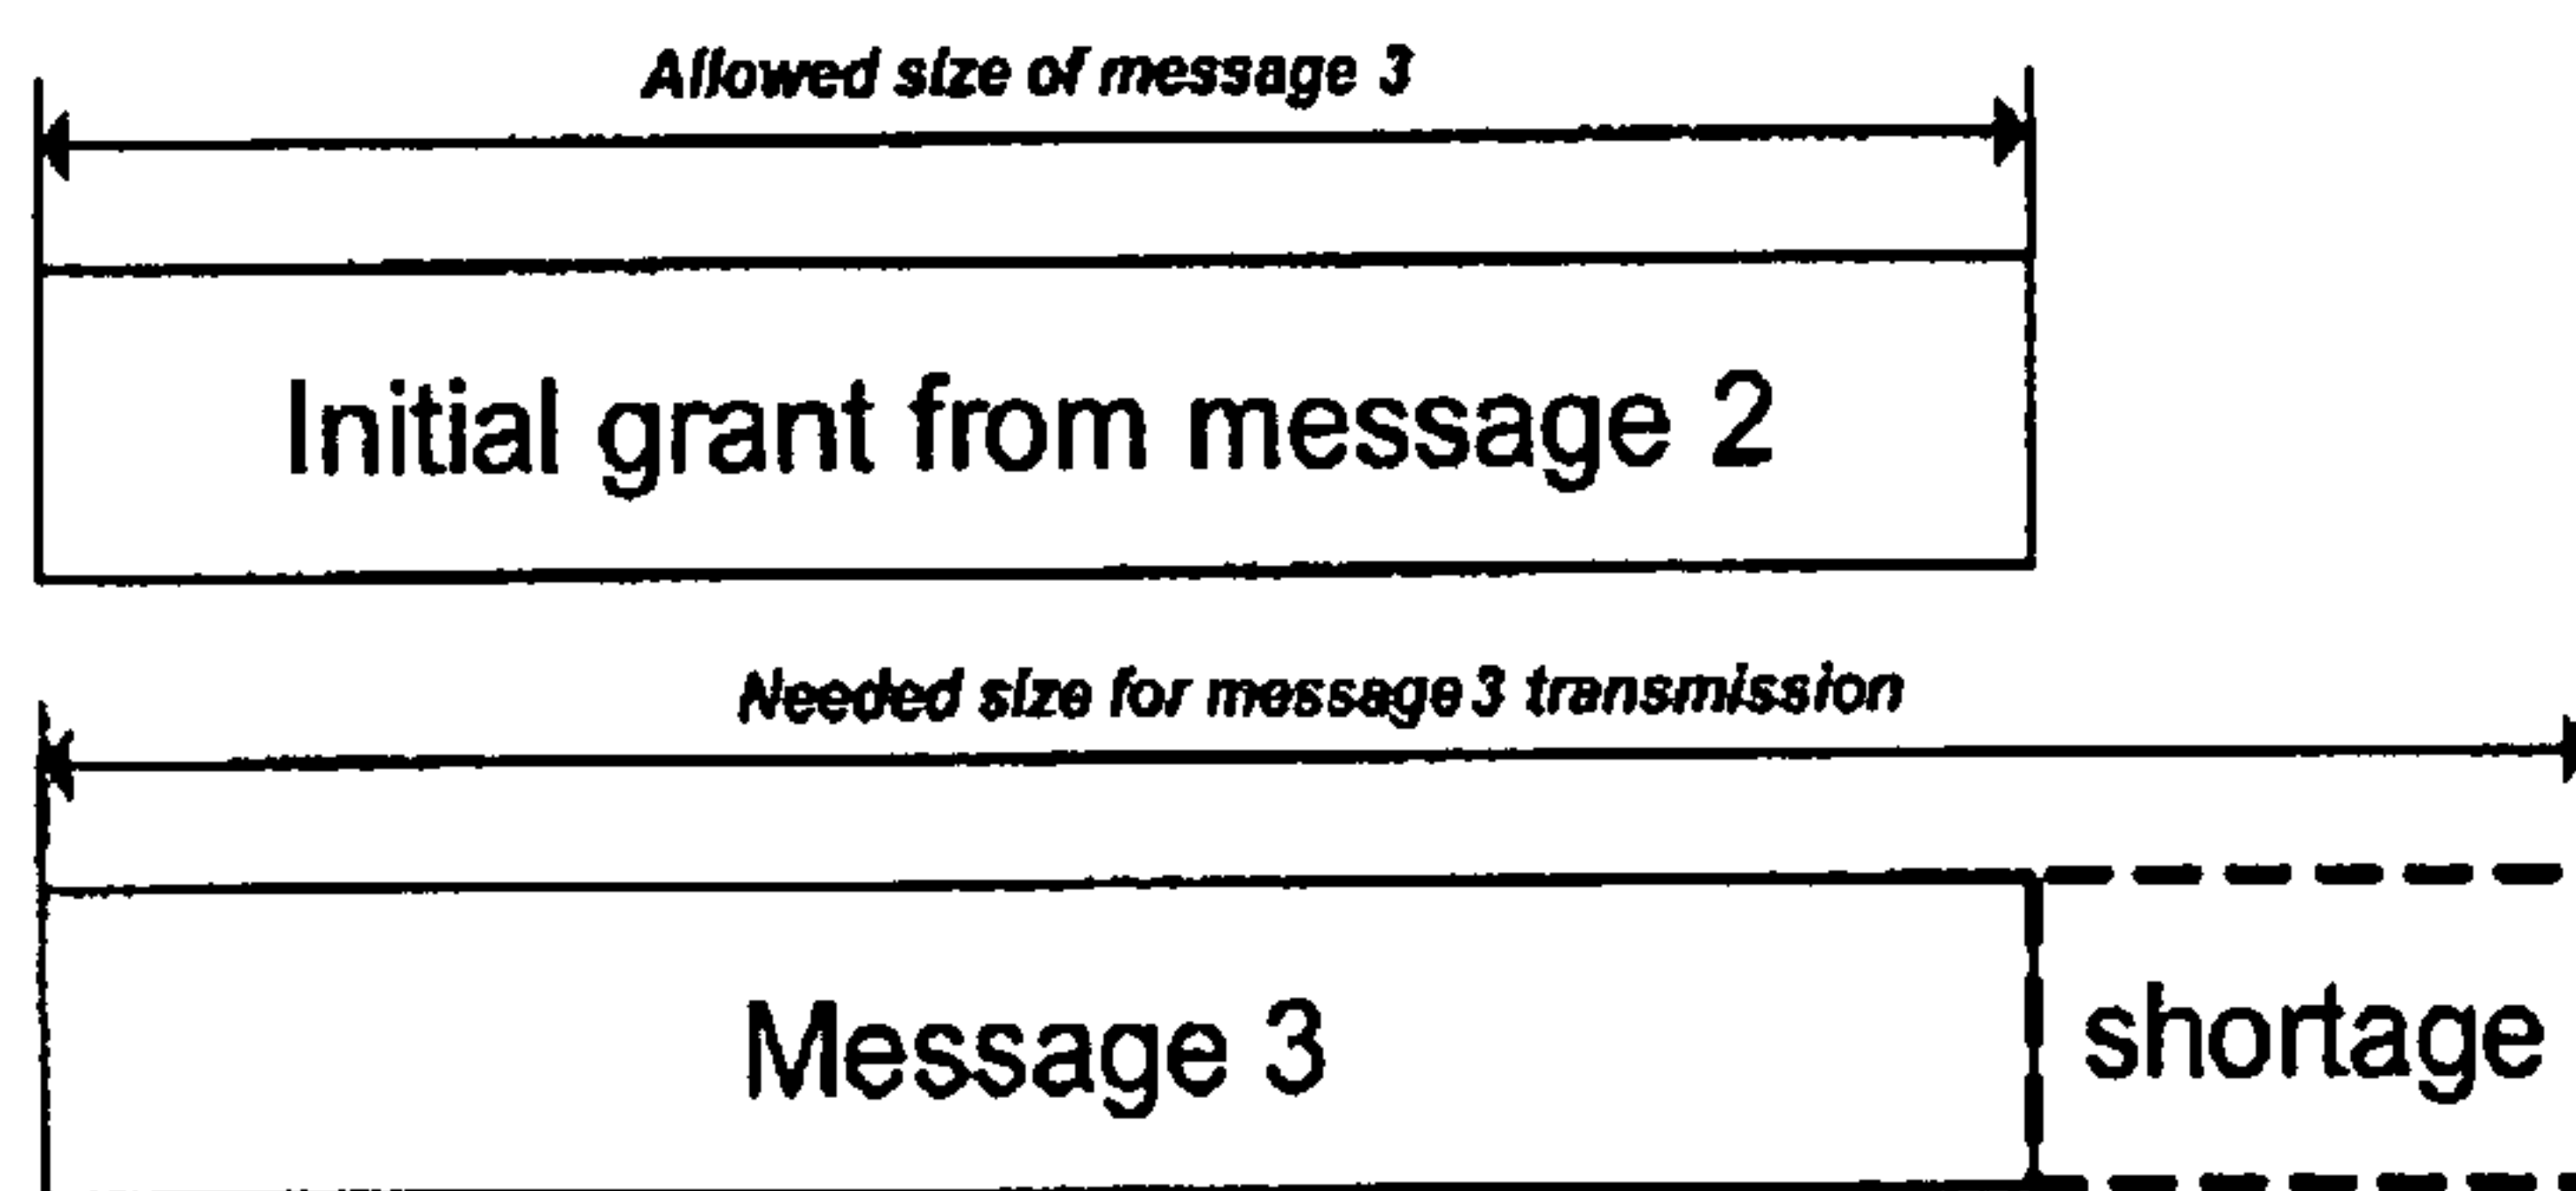 Allowed size of message 3
Initial grant from message 2
Needed size for message 3 transmission
Message 3
shortage